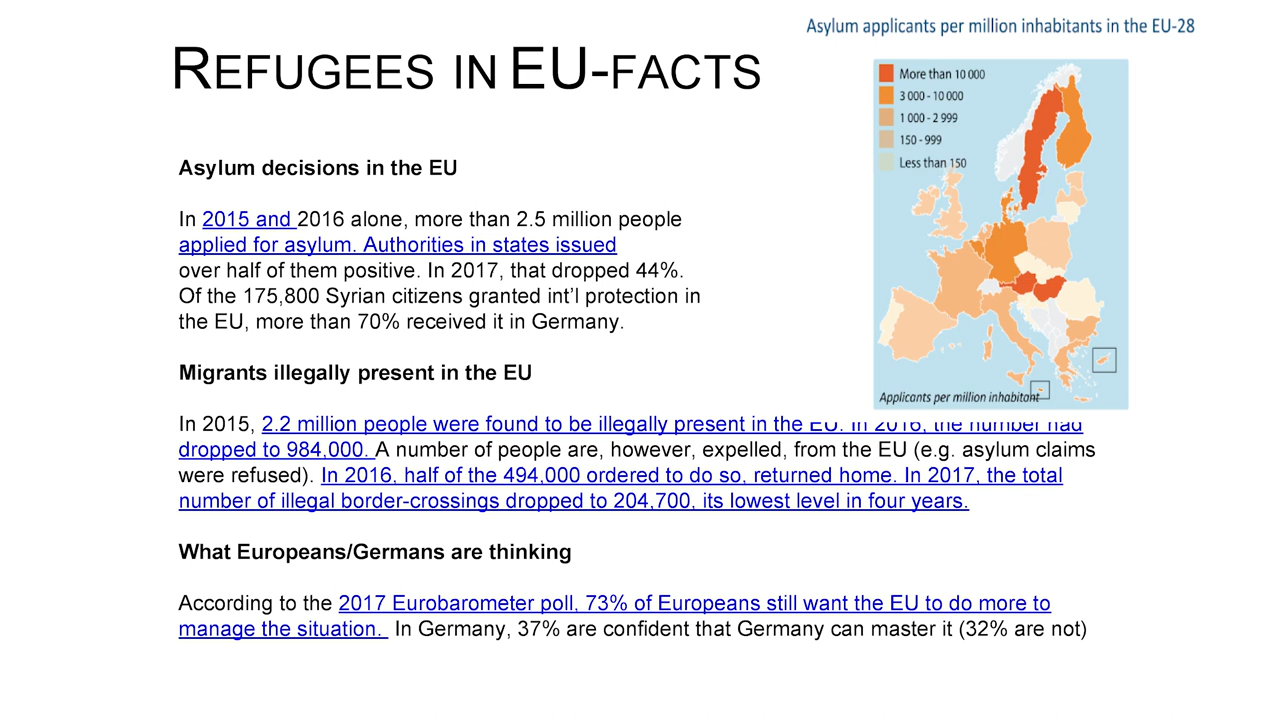 Asylum applicants per million inhabitants in the EU-28
REFUGEES IN EU-FACTS
More than 10 000
3 000 - 10 000
1 000 - 2 999
150 - 999
Less than 150
Applicants per million inhabitant
Asylum decisions in the EU
In 2015 and 2016 alone, more than 2.5 million people
applied for asylum. Authorities in states issued
over half of them positive. In 2017, that dropped 44%.
Of the 175,800 Syrian citizens granted int'l protection in
the EU, more than 70% received it in Germany.
Migrants illegally present in the EU
In 2015, 2.2 million people were found to be illegally present in the EU. In 2016, the number had
dropped to 984,000. A number of people are, however, expelled, from the EU (e.g. asylum claims
were refused). In 2016, half of the 494,000 ordered to do so, returned home. In 2017, the total
number of illegal border-crossings dropped to 204,700, its lowest level in four years.
What Europeans/Germans are thinking
According to the 2017 Eurobarometer poll, 73% of Europeans still want the EU to do more to
manage the situation. In Germany, 37% are confident that Germany can master it (32% are not)